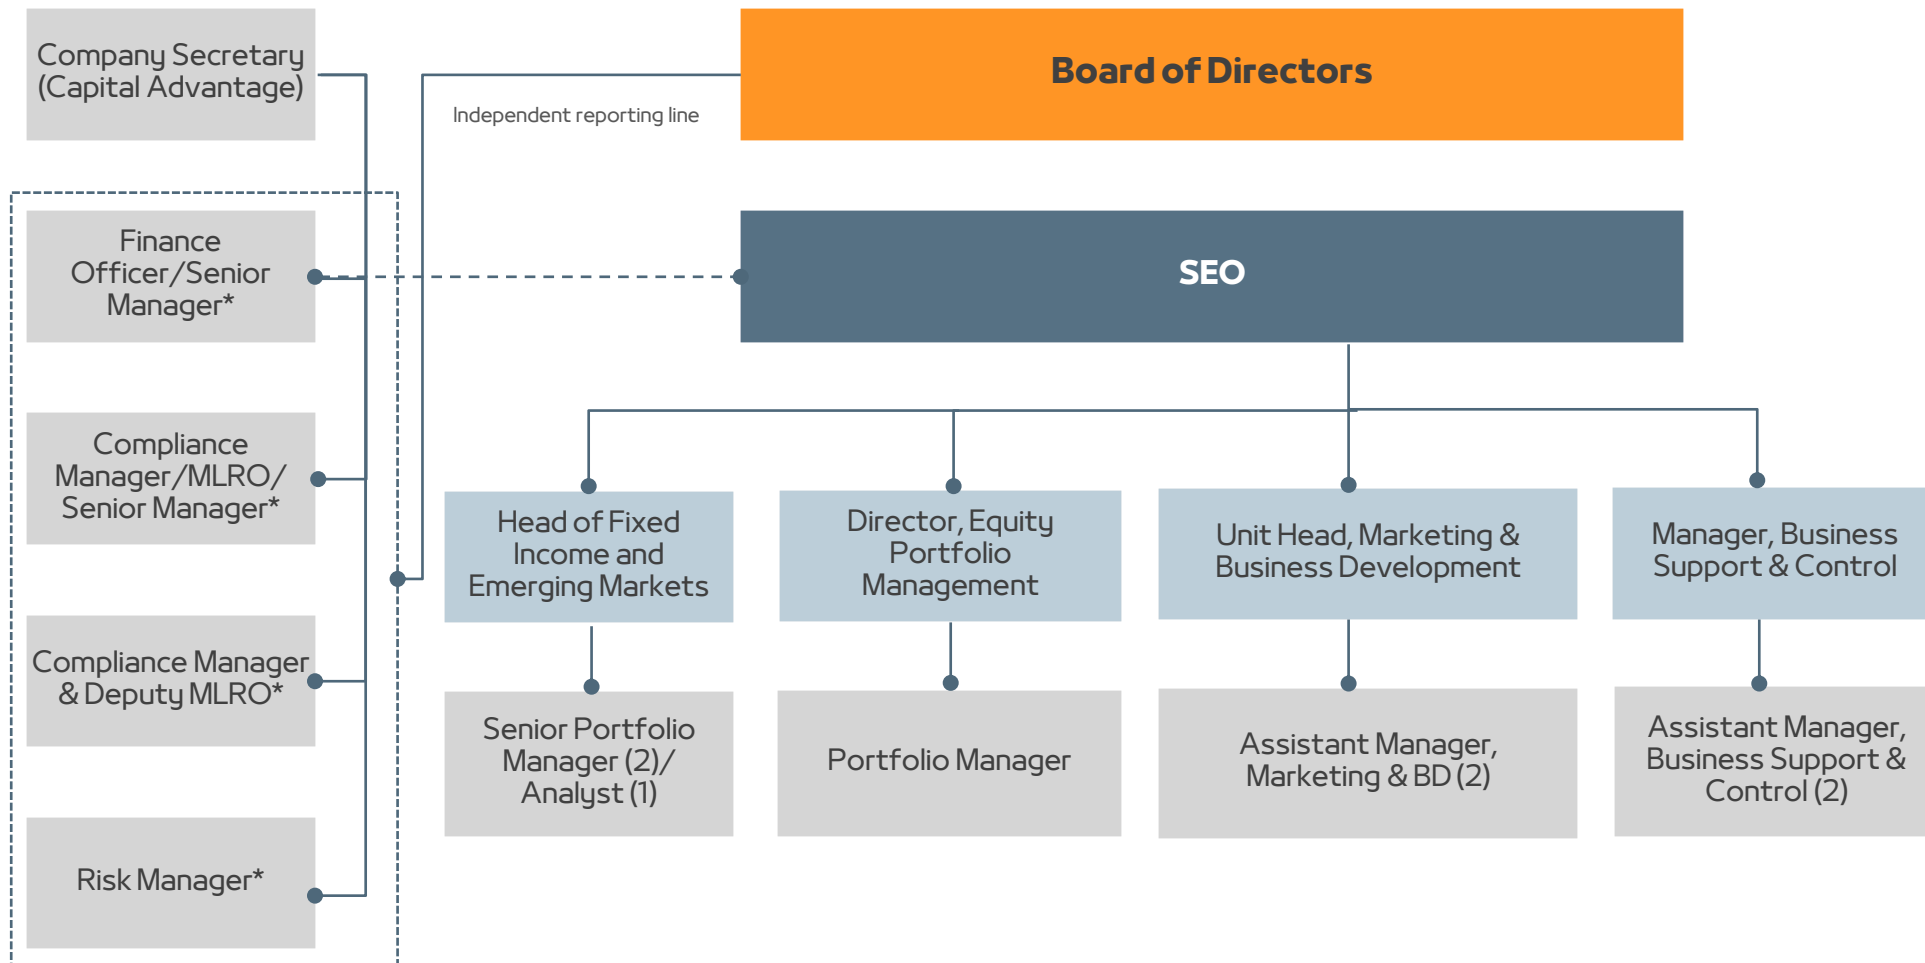 Company Secretary
(Capital Advantage)
Board of Directors
Independent reporting line
Finance
Officer/Senior
Manager*
SEO
Compliance
Manager/MLRO/
Senior Manager*
Compliance Manager
& Deputy MLRO*
Risk Manager*
Head of Fixed
Income and
Emerging Markets
Director, Equity
Portfolio
Management
Unit Head, Marketing &
Business Development
Manager, Business
Support & Control
Senior Portfolio
Manager (2)/
Analyst (1)
Portfolio Manager
Assistant Manager,
Marketing & BD (2)
Assistant Manager,
Business Support &
Control (2)